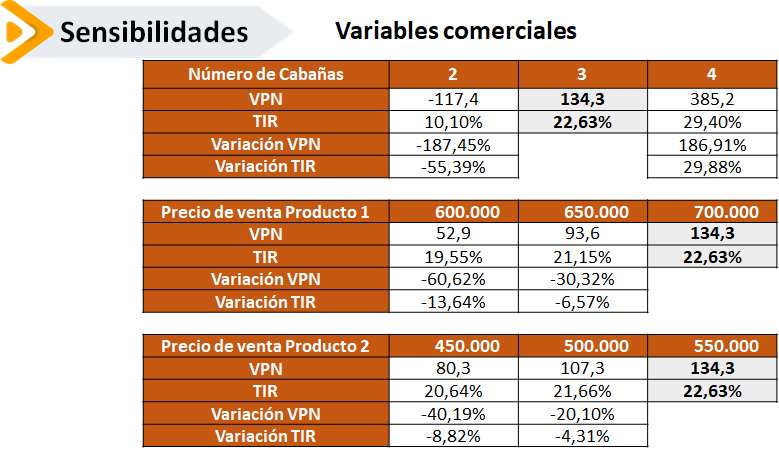 Sensibilidades
Variables comerciales
Número de Cabañas 2 3 4
VPN -117,4 134,3 385,2
TIR 10,10% 22,63% 29,40%
Variación VPN -187,45% 186,91%
Variación TIR -55,39% 29,88%
Precio de venta Producto 1 600.000 650.000 700.000
VPN 52,9 93,6 134,3
TIR 19,55% 21,15% 22,63%
Variación VPN -60,62% -30,32%
Variación TIR -13,64% -6,57%
Precio de venta Producto 2 450.000 500.000 550.000
VPN 80,3 107,3 134,3
TIR 20,64% 21,66% 22,63%
Variación VPN -40,19% -20,10%
Variación TIR -8,82% -4,31%